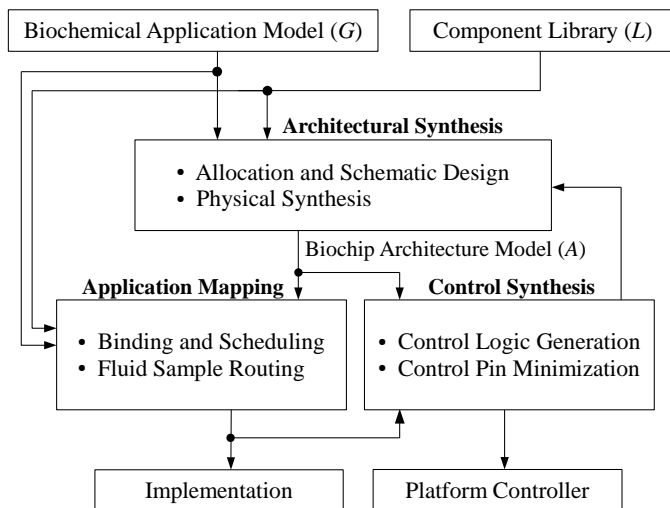 Biochemical Application Model (G)
Component Library (L)
Architectural Synthesis
• Allocation and Schematic Design
• Physical Synthesis
Biochip Architecture Model (A)
Application Mapping
• Binding and Scheduling
• Fluid Sample Routing
Control Synthesis
• Control Logic Generation
• Control Pin Minimization
Implementation
Platform Controller